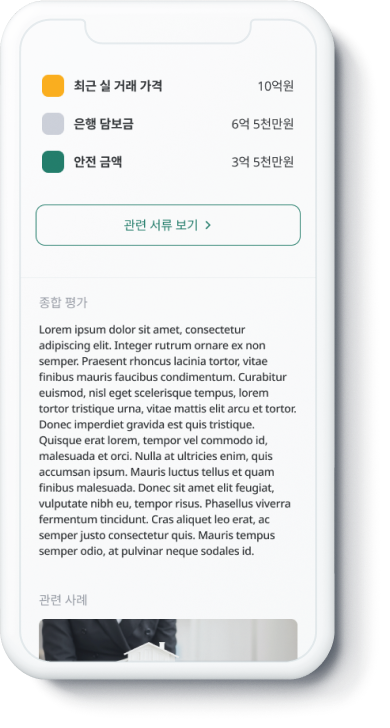 최근 실 거래 가격 10억원
은행 담보금 6억 5천만원
안전 금액 3억 5천만원
관련 서류 보기 >
종합 평가
Lorem ipsum dolor sit amet, consectetur
adipiscing elit. Integer rutrum ornare ex non
semper. Praesent rhoncus lacinia tortor, vitae
finibus mauris faucibus condimentum. Curabitur
euismod, nisl eget scelerisque tempus, lorem
tortor tristique urna, vitae mattis elit arcu et tortor.
Donec imperdiet gravida est quis tristique.
Quisque erat lorem, tempor vel commodo id,
malesuada et orci. Nulla at ultricies enim, quis
accumsan ipsum. Mauris luctus tellus et quam
finibus malesuada. Donec sit amet elit feugiat,
vulputate nibh eu, tempor risus. Phasellus viverra
fermentum tincidunt. Cras aliquet leo erat, ac
semper justo consectetur quis. Mauris tempus
semper odio, at pulvinar neque sodales id.
관련 사례